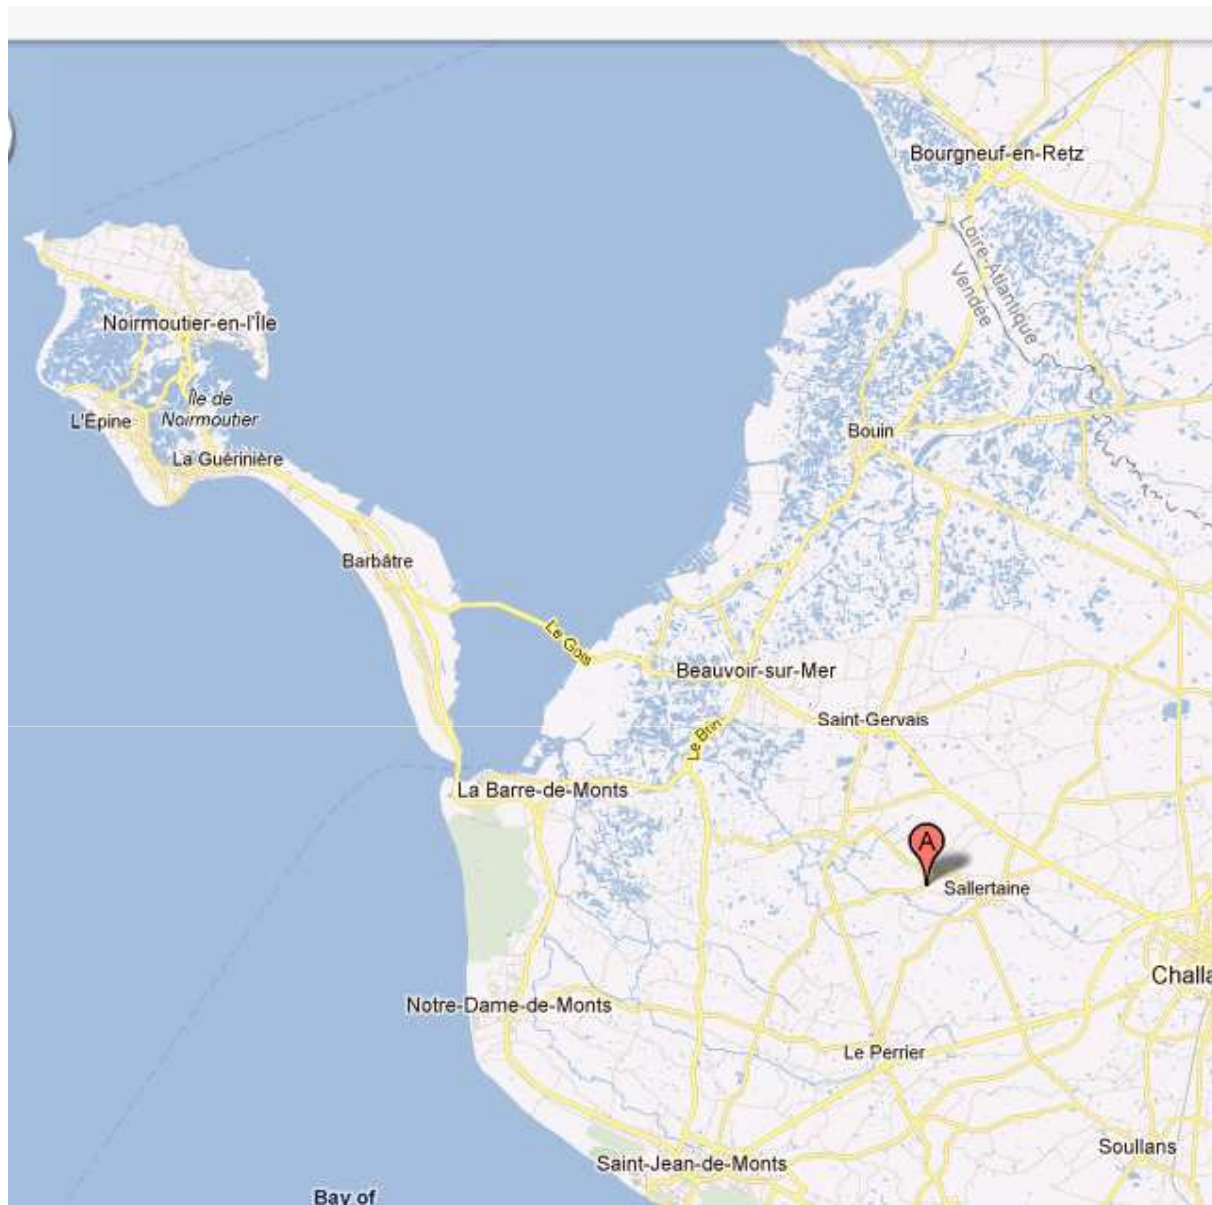 Bourgneuf-en-Retz
Loire-Atlantique
Vendée
Noirmoutier-en-l'Île
Île de
Noirmoutier
L'Épine
La Guérinière
Bouin
Barbâtre
Le Gois
Beauvoir-sur-Mer
Saint-Gervais
Le Brin
La Barre-de-Monts
A
Sallertaine
Challa
Notre-Dame-de-Monts
Le Perrier
Soullans
Saint-Jean-de-Monts
Bay of